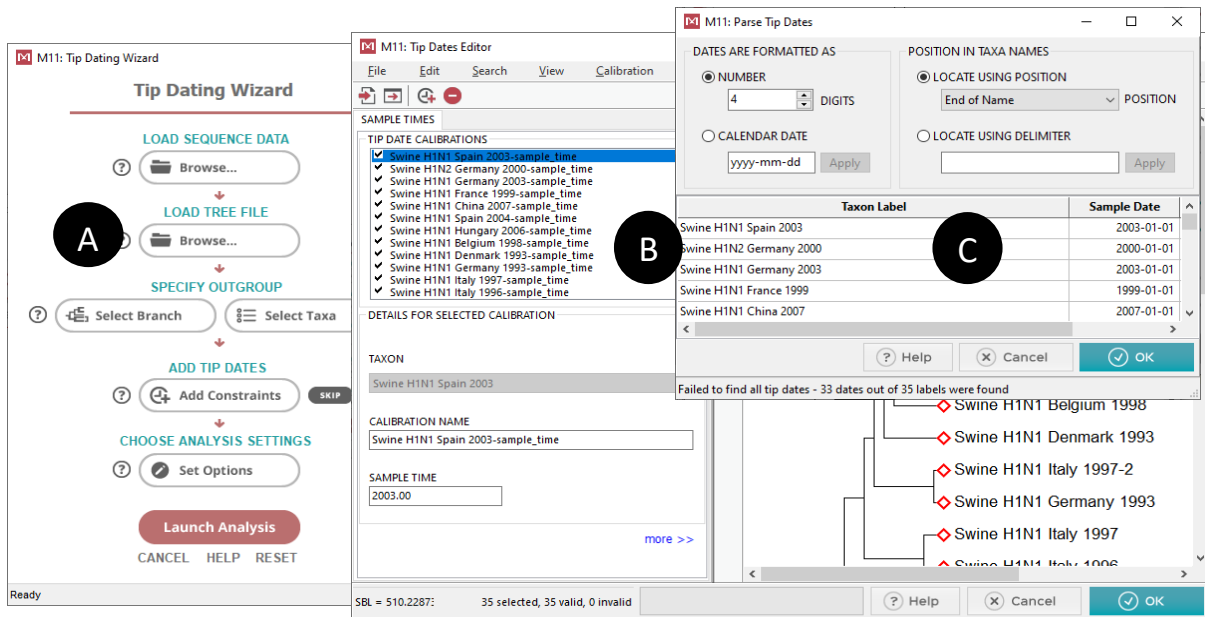 M11: Tip Dating Wizard
Tip Dating Wizard
LOAD SEQUENCE DATA
? Browse...
LOAD TREE FILE
A
Browse...
SPECIFY OUTGROUP
? Select Branch Select Taxa
ADD TIP DATES
? Add Constraints SKIP
CHOOSE ANALYSIS SETTINGS
? Set Options
Launch Analysis
CANCEL HELP RESET
Ready
M11: Tip Dates Editor
File Edit Search View Calibration
SAMPLE TIMES
TIP DATE CALIBRATIONS
Swine H1N1 Spain 2003-sample_time
Swine H1N2 Germany 2000-sample_time
Swine H1N1 Germany 2003-sample_time
Swine H1N1 France 1999-sample_time
Swine H1N1 China 2007-sample_time
Swine H1N1 Spain 2004-sample_time
Swine H1N1 Hungary 2006-sample_time
Swine H1N1 Belgium 1998-sample_time
Swine H1N1 Denmark 1993-sample_time
Swine H1N1 Germany 1993-sample_time
Swine H1N1 Italy 1997-sample_time
Swine H1N1 Italy 1996-sample_time
B
DETAILS FOR SELECTED CALIBRATION
TAXON
Swine H1N1 Spain 2003
CALIBRATION NAME
Swine H1N1 Spain 2003-sample_time
SAMPLE TIME
2003.00
more >>
Swine H1N1 Belgium 1998
Swine H1N1 Denmark 1993
Swine H1N1 Italy 1997-2
Swine H1N1 Germany 1993
Swine H1N1 Italy 1997
Swine H1N1 Italy 1996
SBL = 510.2287 35 selected, 35 valid, 0 invalid
? Help Cancel OK
M11: Parse Tip Dates
DATES ARE FORMATTED AS
NUMBER
4 DIGITS
CALENDAR DATE
yyyy-mm-dd Apply
POSITION IN TAXA NAMES
LOCATE USING POSITION
End of Name POSITION
LOCATE USING DELIMITER
Apply
Taxon Label Sample Date
Swine H1N1 Spain 2003 2003-01-01
Swine H1N2 Germany 2000 2000-01-01
C
Swine H1N1 Germany 2003 2003-01-01
Swine H1N1 France 1999 1999-01-01
Swine H1N1 China 2007 2007-01-01
? Help Cancel OK
Failed to find all tip dates - 33 dates out of 35 labels were found